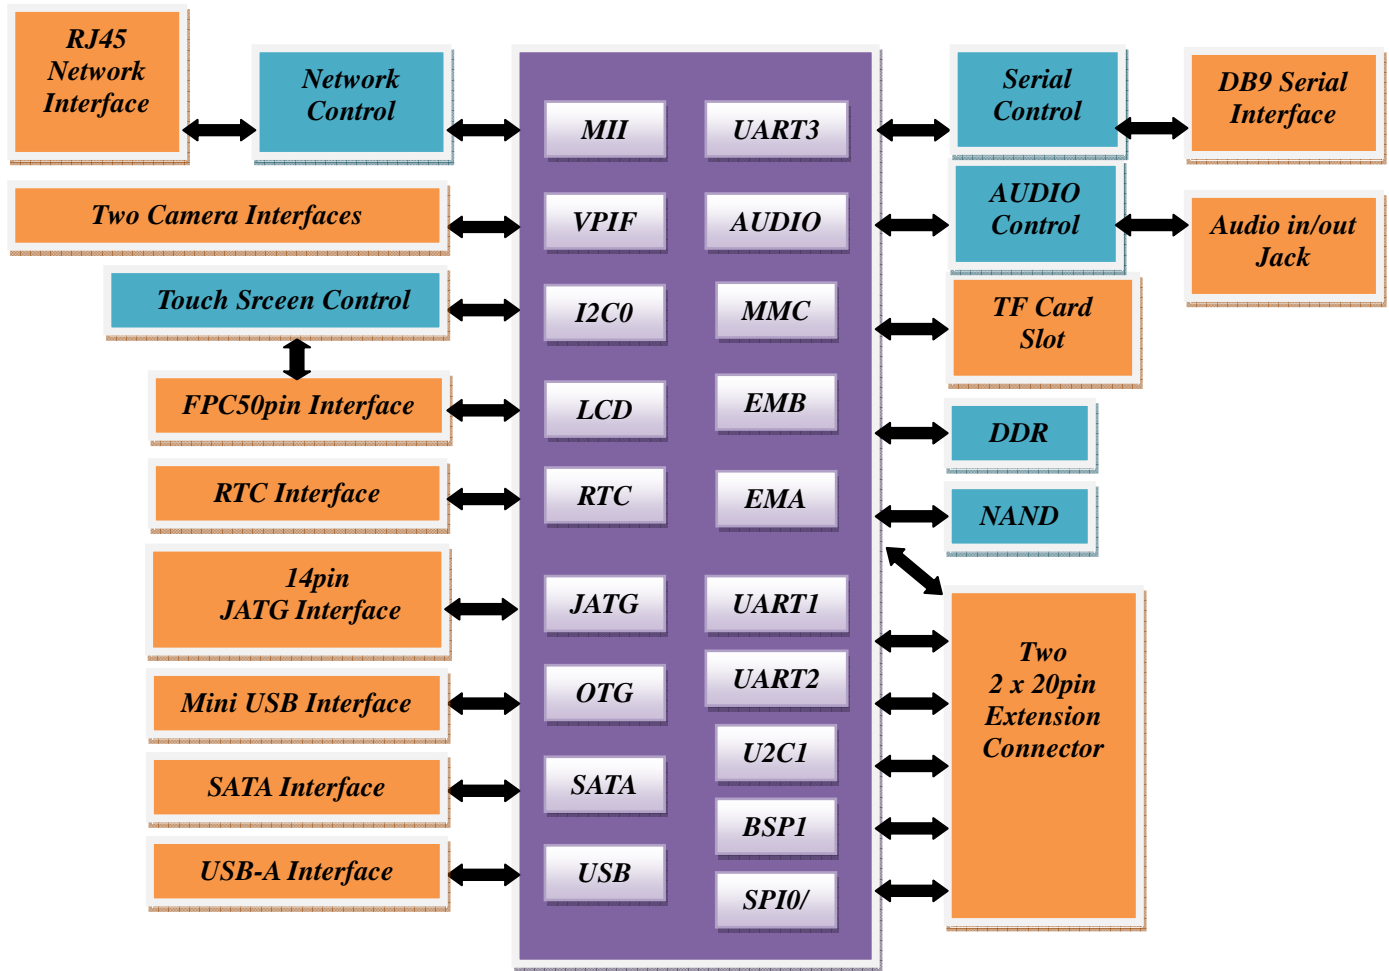 RJ45
Network
Interface
Network
Control
MII
UART3
Serial
Control
DB9 Serial
Interface
Two Camera Interfaces
VPIF
AUDIO
AUDIO
Control
Audio in/out
Jack
Touch Srceen Control
I2C0
MMC
TF Card
Slot
FPC50pin Interface
LCD
EMB
DDR
RTC Interface
RTC
EMA
NAND
14pin
JATG Interface
JATG
UART1
Two
2 x 20pin
Extension
Connector
Mini USB Interface
OTG
UART2
SATA Interface
SATA
U2C1
BSP1
USB-A Interface
USB
SPI0/